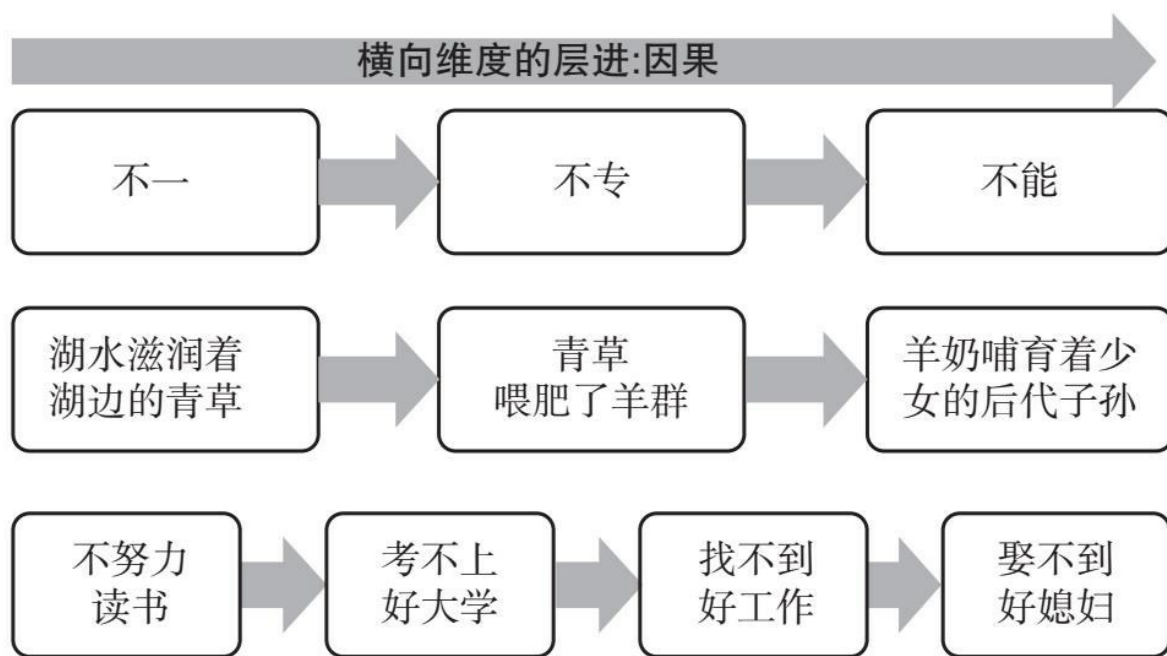 横向维度的层进:因果
不一
不专
不能
湖水滋润着
湖边的青草
青草
喂肥了羊群
羊奶哺育着少
女的后代子孙
不努力
读书
考不上
好大学
找不到
好工作
娶不到
好媳妇